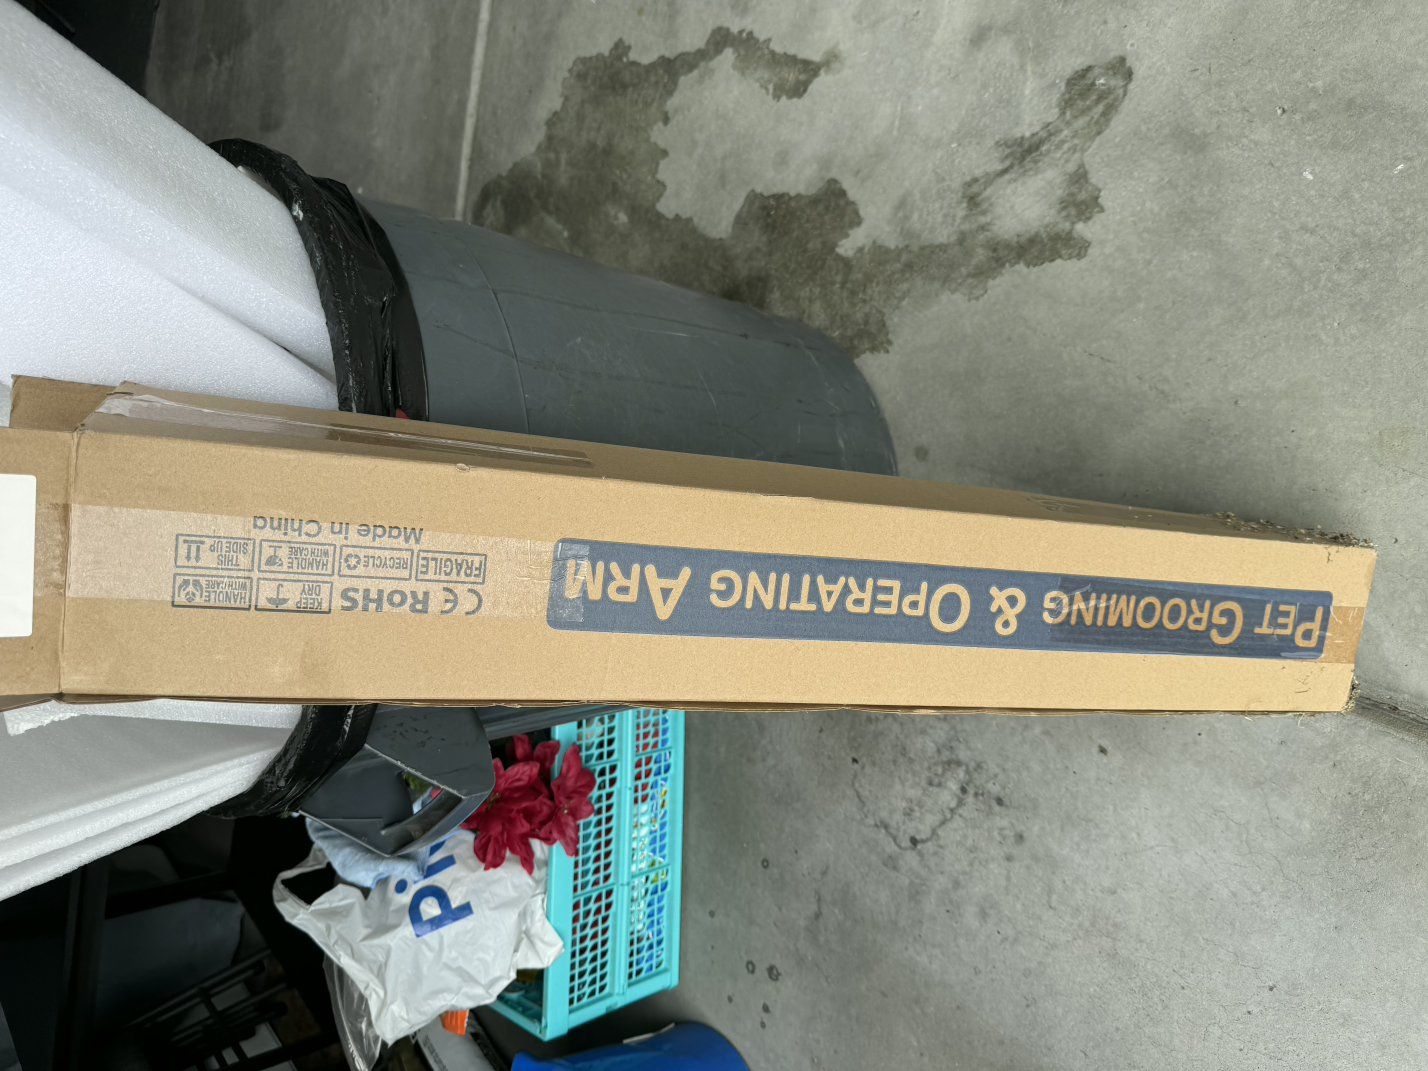 PET GROOMING & OPERATING ARM
CE RoHS
KEEP
DRY
HANDLE
WITH CARE
FRAGILE
RECYCLE
HANDLE
WITH CARE
THIS
SIDE UP
Made in China